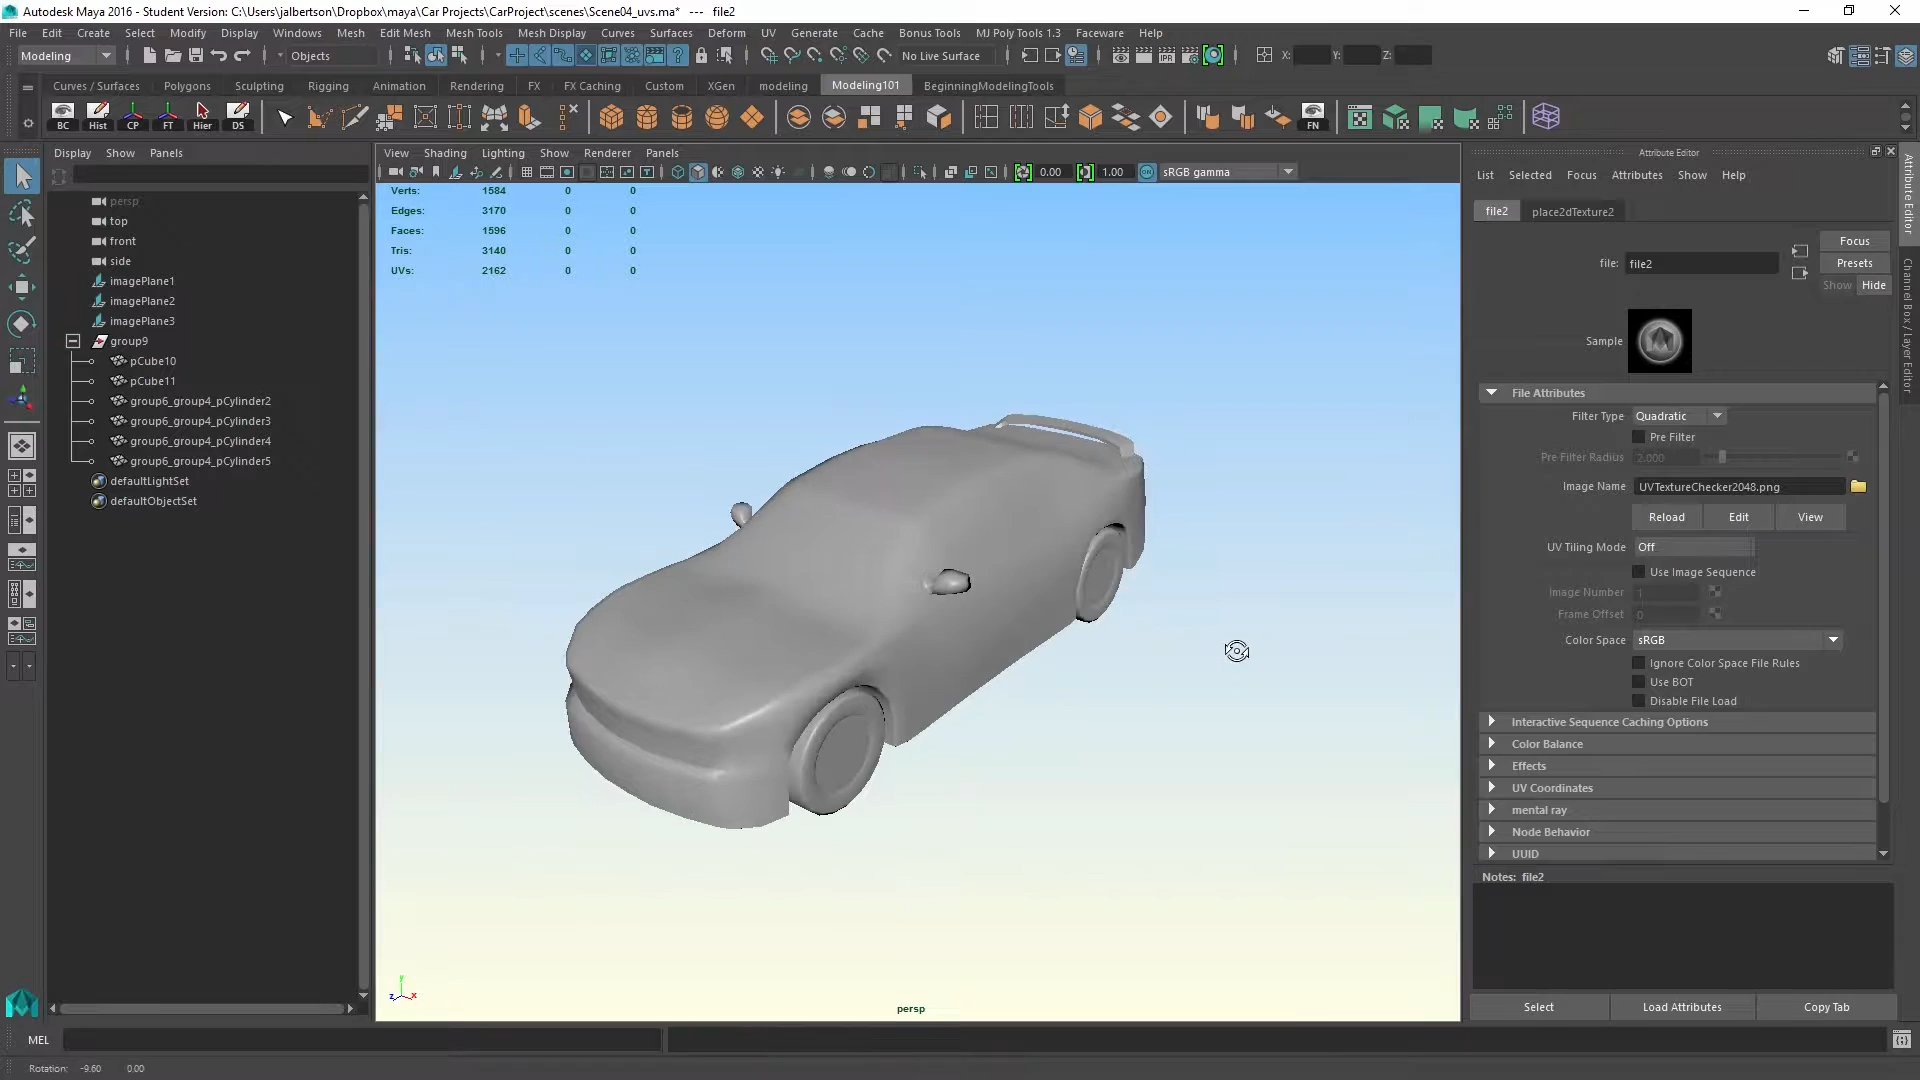 Autodesk Maya 2016 - Student Version: C:\Users\jalbertson\Dropbox\maya\Car Projects\CarProject\scenes\Scene04_uvs.ma* --- file2
File Edit Create Select Modify Display Windows Mesh Edit Mesh Mesh Tools Mesh Display Curves Surfaces Deform UV Generate Cache Bonus Tools MJ Poly Tools 1.3 Faceware Help
Modeling Objects No Live Surface X: Y: Z:
Curves / Surfaces Polygons Sculpting Rigging Animation Rendering FX FX Caching Custom XGen modeling Modeling101 BeginningModelingTools
BC Hist CP FT Hier DS FN
Display Show Panels
View Shading Lighting Show Renderer Panels
0.00 1.00 sRGB gamma
persp
top
front
side
imagePlane1
imagePlane2
imagePlane3
group9
pCube10
pCube11
group6_group4_pCylinder2
group6_group4_pCylinder3
group6_group4_pCylinder4
group6_group4_pCylinder5
defaultLightSet
defaultObjectSet
Verts: 1584 0 0
Edges: 3170 0 0
Faces: 1596 0 0
Tris: 3140 0 0
UVs: 2162 0 0
y
z x
persp
Attribute Editor
List Selected Focus Attributes Show Help
file2 place2dTexture2
Focus
file: file2
Presets
Show Hide
Sample
File Attributes
Filter Type Quadratic
Pre Filter
Pre Filter Radius 2.000
Image Name UVTextureChecker2048.png
Reload Edit View
UV Tiling Mode Off
Use Image Sequence
Image Number 1
Frame Offset 0
Color Space sRGB
Ignore Color Space File Rules
Use BOT
Disable File Load
Interactive Sequence Caching Options
Color Balance
Effects
UV Coordinates
mental ray
Node Behavior
UUID
Notes: file2
Select Load Attributes Copy Tab
Attribute Editor
Channel Box / Layer Editor
MEL
Rotation: -9.60 0.00